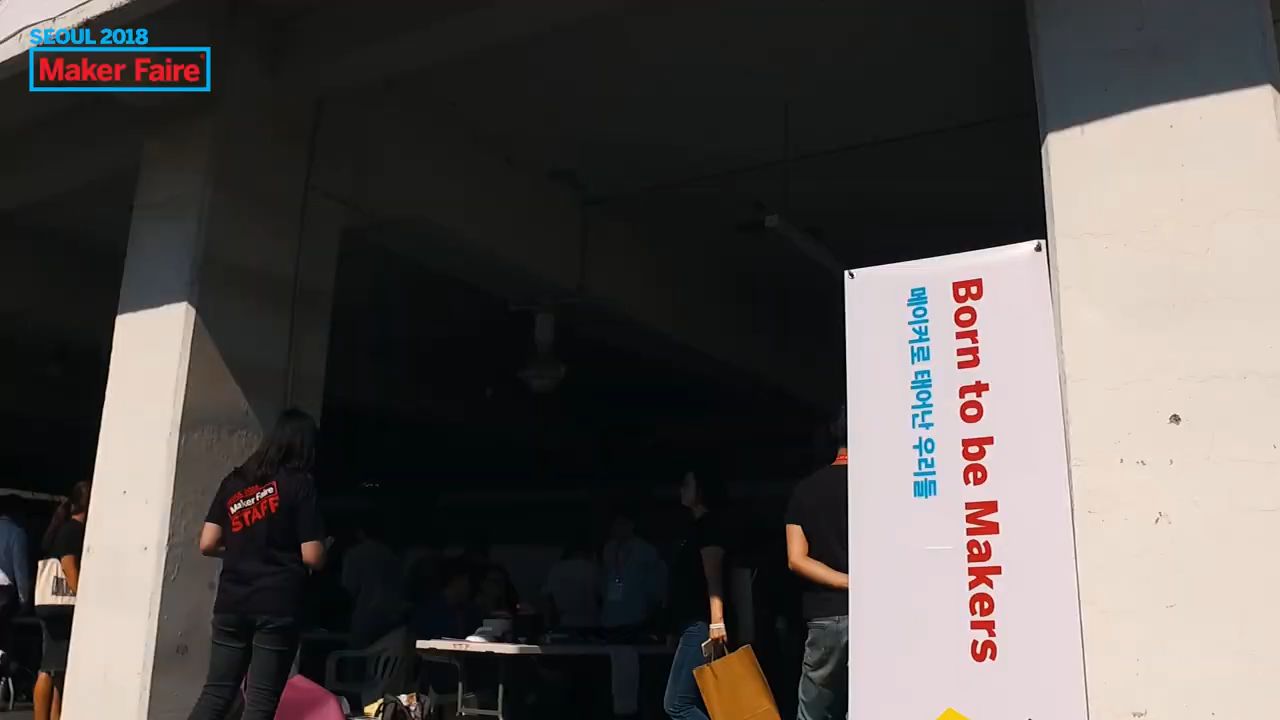 SEOUL 2018
Maker Faire
Maker Faire
STAFF
Born to be Makers
메이커로 태어난 우리들